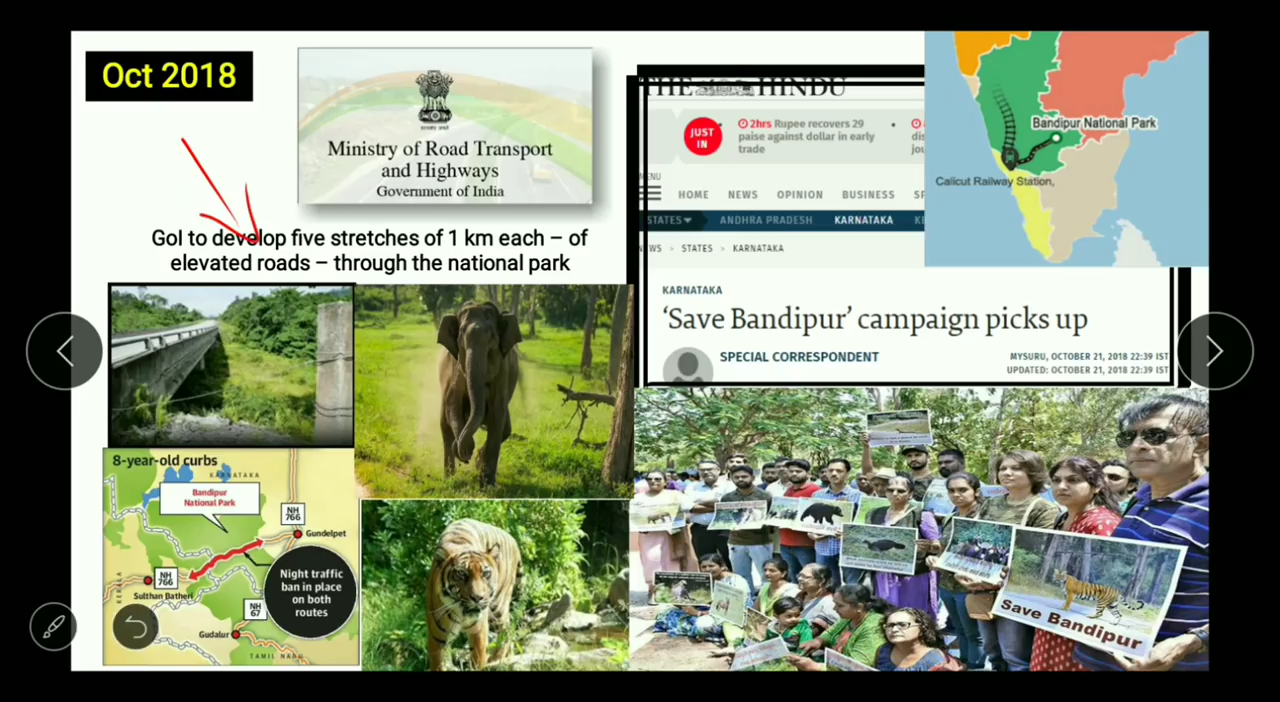 Oct 2018
Ministry of Road Transport
and Highways
Government of India
GoI to develop five stretches of 1 km each – of
elevated roads – through the national park
8-year-old curbs
KARNATAKA
Bandipur
National Park
NH
766
Gundelpet
NH
766
Sulthan Batheri
KERALA
Night traffic
ban in place
on both
routes
NH
67
Gudalur
TAMIL NADU
THE HINDU
JUST
IN
2hrs Rupee recovers 29
paise against dollar in early
trade
HOME NEWS OPINION BUSINESS
STATES ANDHRA PRADESH KARNATAKA
STATES > KARNATAKA
KARNATAKA
‘Save Bandipur’ campaign picks up
SPECIAL CORRESPONDENT
MYSURU, OCTOBER 21, 2018 22:39 IST
UPDATED: OCTOBER 21, 2018 22:39 IST
Bandipur National Park
Calicut Railway Station,
Save Bandipur